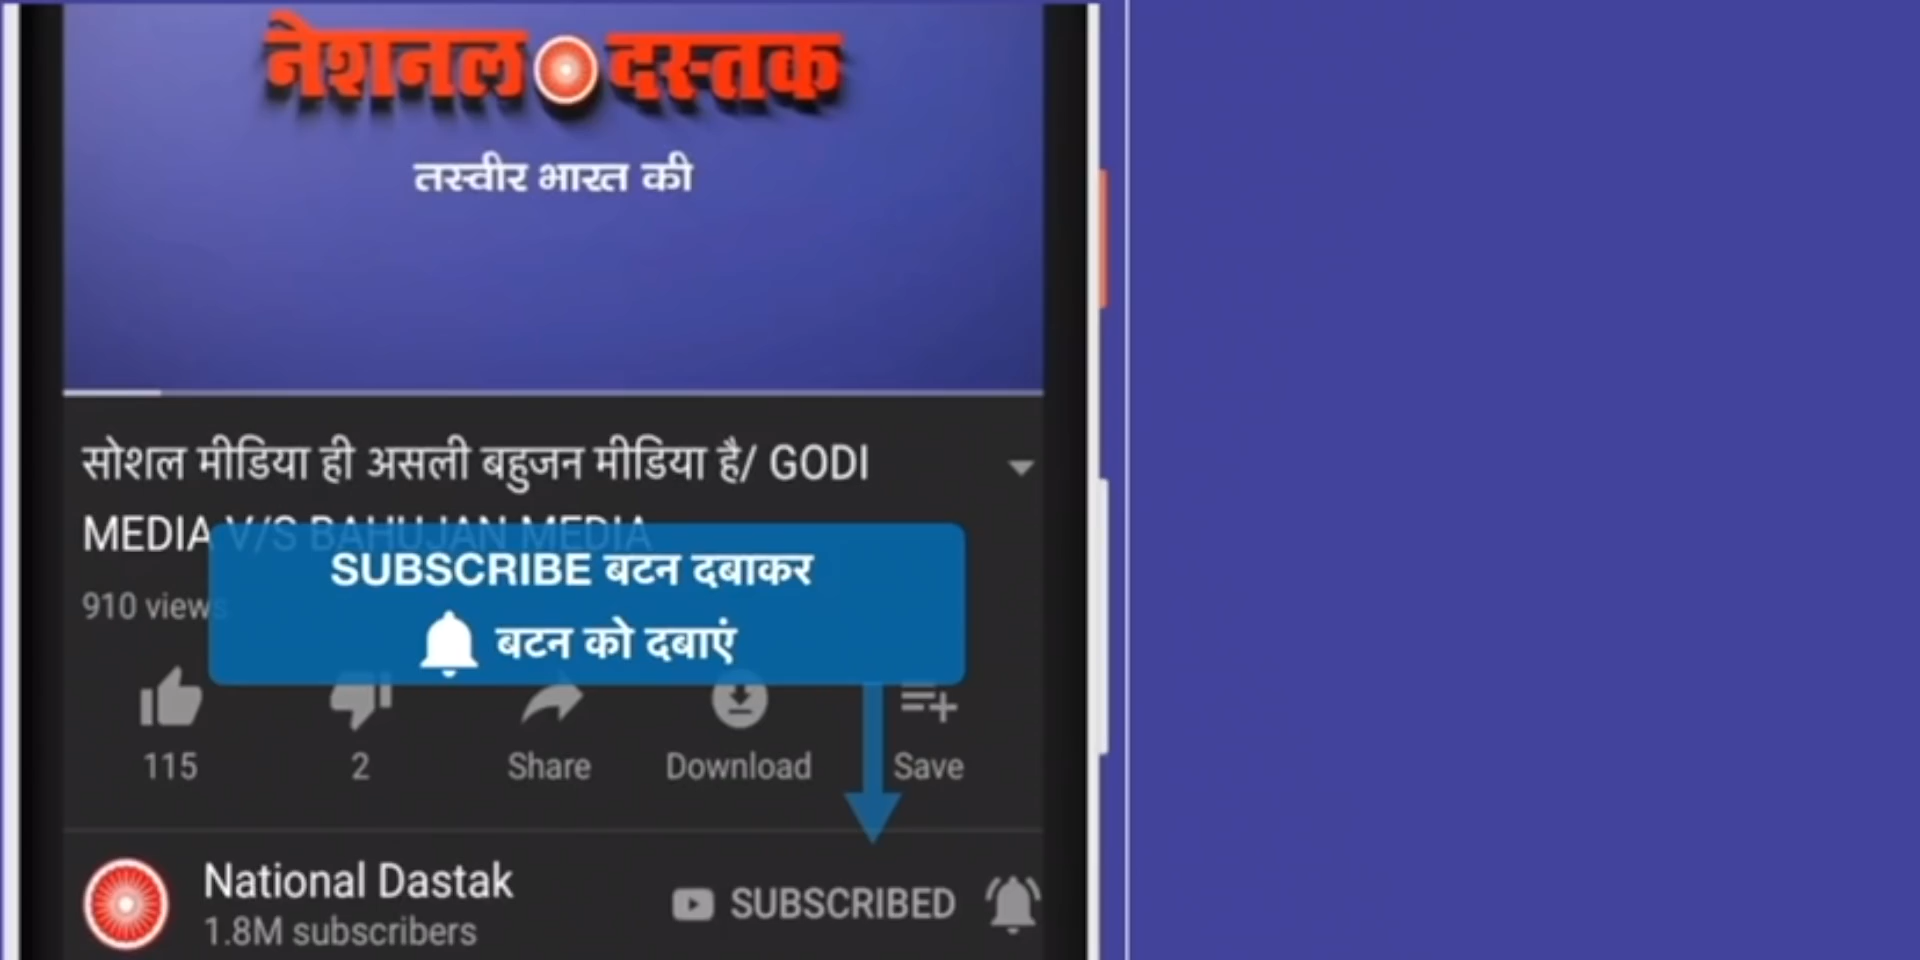 नेशनल दस्तक
तस्वीर भारत की
सोशल मीडिया ही असली बहुजन मीडिया है/ GODI
MEDIA V/S BAHUJAN MEDIA
SUBSCRIBE बटन दबाकर
बटन को दबाएं
910 views
115
2
Share
Download
Save
National Dastak
1.8M subscribers
SUBSCRIBED